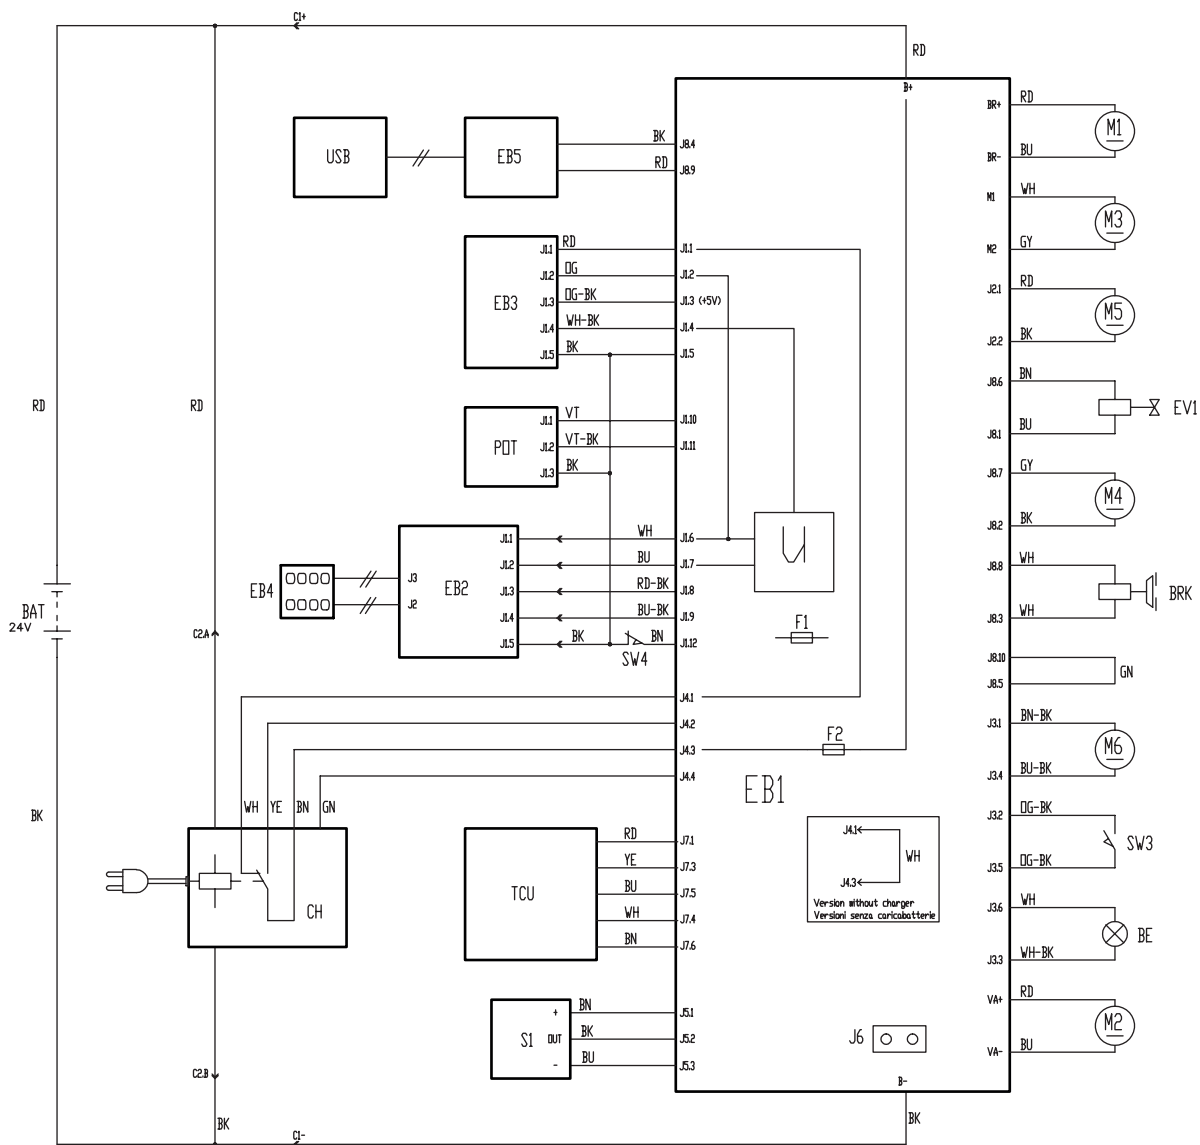 C1+
RD
B+
BR+ RD
M1
BR- BU
USB
EB5
BK J8.4
RD J8.9
M1 WH
M3
M2 GY
EB3
J1.1 RD J1.1
J1.2 OG J1.2
J1.3 OG-BK J1.3 (+5V)
J1.4 WH-BK J1.4
J1.5 BK J1.5
J2.1 RD
M5
J2.2 BK
RD
RD
POT
J1.1 VT J1.10
J1.2 VT-BK J1.11
J1.3 BK
J8.6 BN
EV1
J8.1 BU
J8.7 GY
M4
J8.2 BK
EB4
J3
J2
EB2
J1.1 WH J1.6
J1.2 BU J1.7
J1.3 RD-BK J1.8
J1.4 BU-BK J1.9
J1.5 BK BN J1.12
SW4
F1
J8.8 WH
BRK
J8.3 WH
BAT
24V
C2.A
J8.10
GN
J8.5
J4.1
J4.2
J4.3
J4.4
F2
EB1
J3.1 BN-BK
M6
J3.4 BU-BK
BK
WH YE BN GN
CH
TCU
RD J7.1
YE J7.3
BU J7.5
WH J7.4
BN J7.6
J4.1
WH
J4.3
Version without charger
Versioni senza caricabatterie
J3.2 OG-BK
SW3
J3.5 OG-BK
J3.6 WH
BE
J3.3 WH-BK
S1
+ BN J5.1
OUT BK J5.2
- BU J5.3
J6
VA+ RD
M2
VA- BU
C2.B
B-
BK
BK
C1-